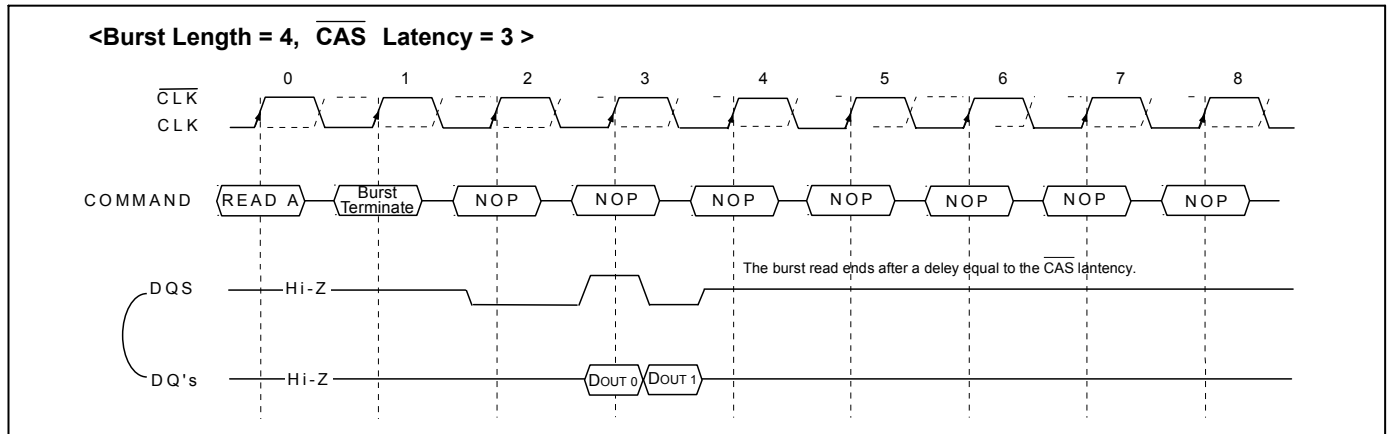 <Burst Length = 4, CAS Latency = 3 >
0 1 2 3 4 5 6 7 8
CLK
CLK
COMMAND READ A Burst Terminate NOP NOP NOP NOP NOP NOP NOP
The burst read ends after a deley equal to the CAS lantency.
DQS Hi-Z
DQ's Hi-Z DOUT 0 DOUT 1